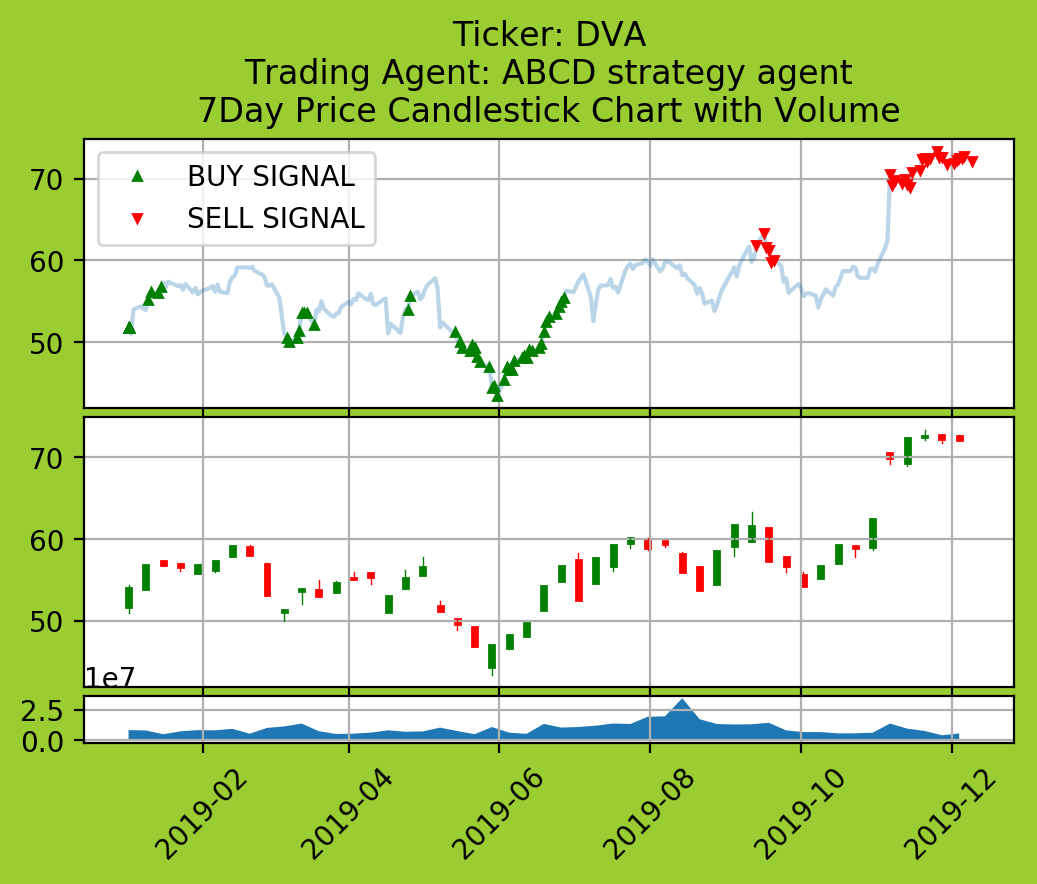 Ticker: DVA
Trading Agent: ABCD strategy agent
7Day Price Candlestick Chart with Volume
BUY SIGNAL
SELL SIGNAL
70
60
50
70
60
50
1e7
2.5
0.0
2019-02
2019-04
2019-06
2019-08
2019-10
2019-12